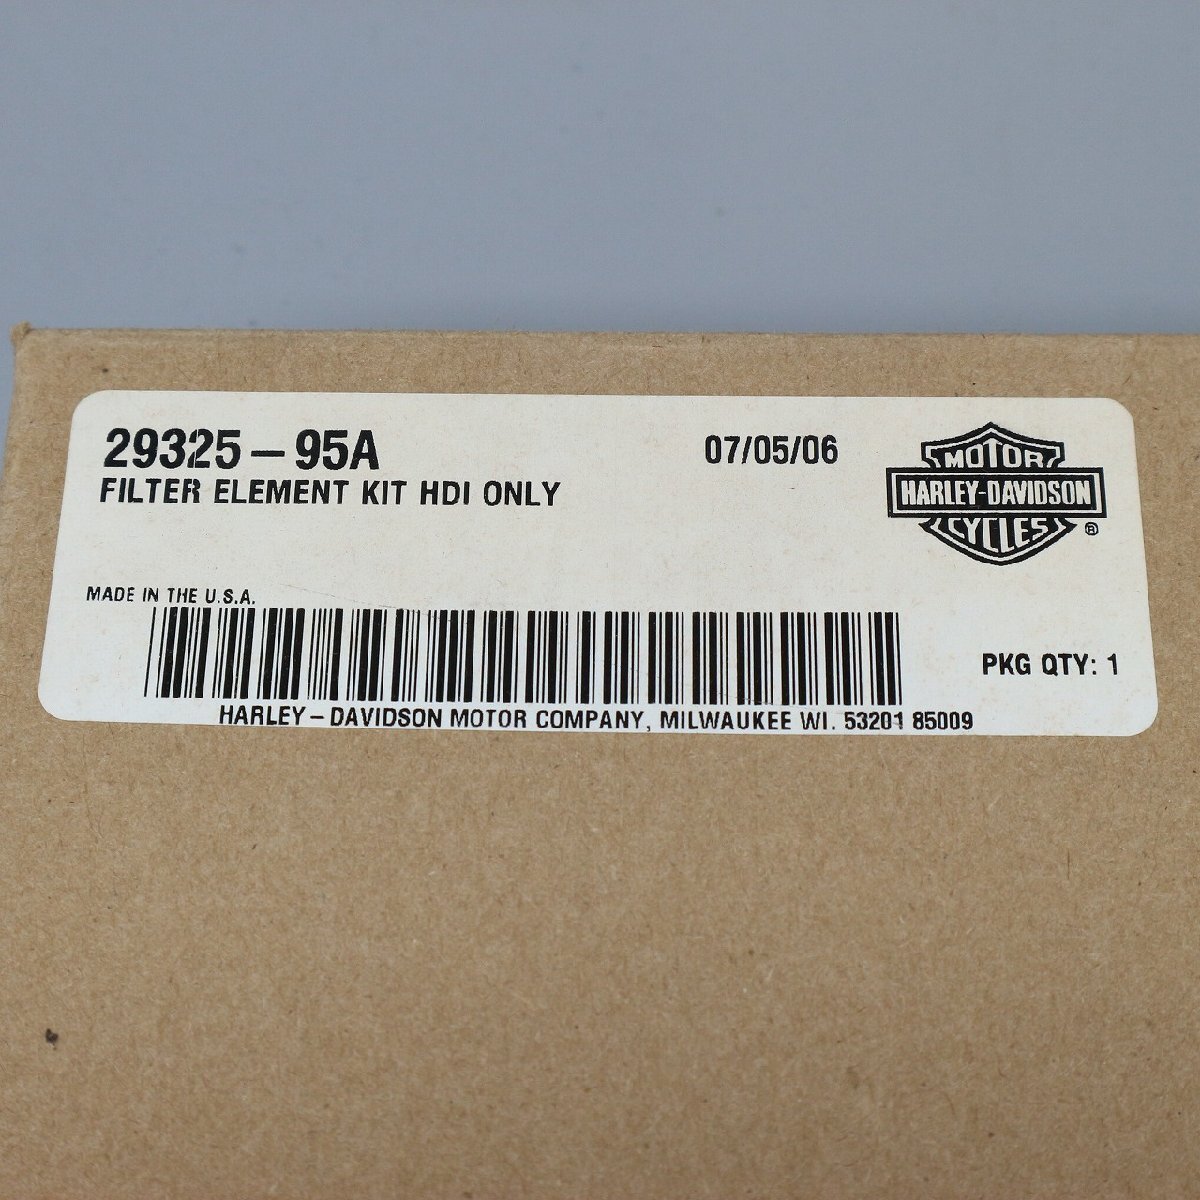 29325-95A
07/05/06
FILTER ELEMENT KIT HDI ONLY
MOTOR
HARLEY-DAVIDSON
CYCLES ®
MADE IN THE U.S.A.
PKG QTY: 1
HARLEY-DAVIDSON MOTOR COMPANY, MILWAUKEE WI. 53201 85009